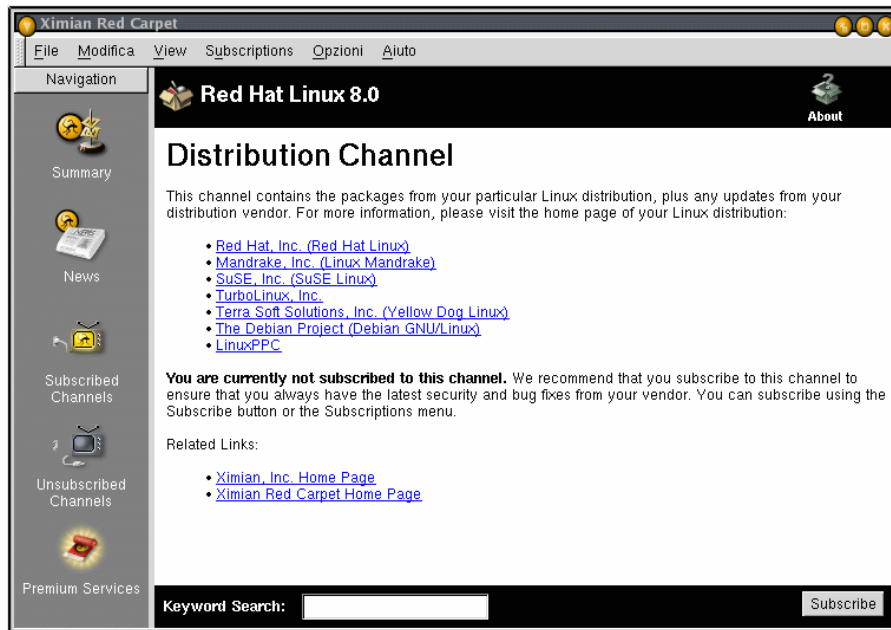 Ximian Red Carpet
File Modifica View Subscriptions Opzioni Aiuto
Navigation
Summary
News
Subscribed
Channels
Unsubscribed
Channels
Premium Services
Red Hat Linux 8.0
About
Distribution Channel
This channel contains the packages from your particular Linux distribution, plus any updates from your
distribution vendor. For more information, please visit the home page of your Linux distribution:
• Red Hat, Inc. (Red Hat Linux)
• Mandrake, Inc. (Linux Mandrake)
• SuSE, Inc. (SuSE Linux)
• TurboLinux, Inc.
• Terra Soft Solutions, Inc. (Yellow Dog Linux)
• The Debian Project (Debian GNU/Linux)
• LinuxPPC
You are currently not subscribed to this channel. We recommend that you subscribe to this channel to
ensure that you always have the latest security and bug fixes from your vendor. You can subscribe using the
Subscribe button or the Subscriptions menu.
Related Links:
• Ximian, Inc. Home Page
• Ximian Red Carpet Home Page
Keyword Search:
Subscribe